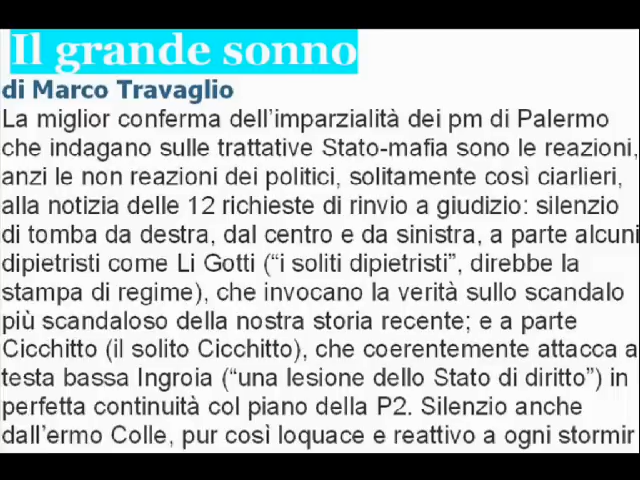 Il grande sonno
di Marco Travaglio
La miglior conferma dell'imparzialità dei pm di Palermo
che indagano sulle trattative Stato-mafia sono le reazioni,
anzi le non reazioni dei politici, solitamente così ciarlieri,
alla notizia delle 12 richieste di rinvio a giudizio: silenzio
di tomba da destra, dal centro e da sinistra, a parte alcuni
dipietristi come Li Gotti (“i soliti dipietristi”, direbbe la
stampa di regime), che invocano la verità sullo scandalo
più scandaloso della nostra storia recente; e a parte
Cicchitto (il solito Cicchitto), che coerentemente attacca a
testa bassa Ingroia (“una lesione dello Stato di diritto”) in
perfetta continuità col piano della P2. Silenzio anche
dall'ermo Colle, pur così loquace e reattivo a ogni stormir